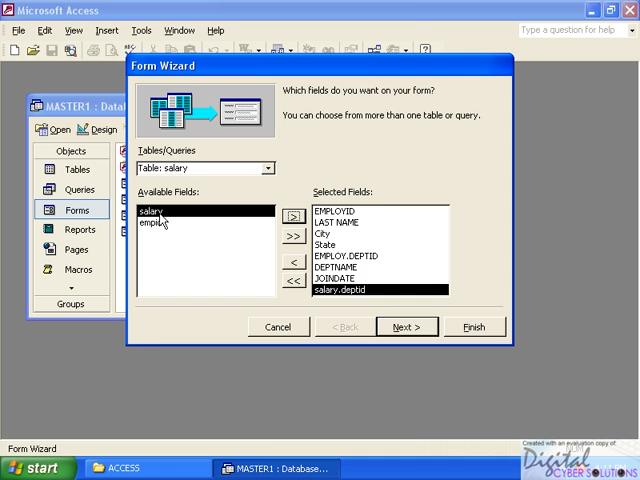 Microsoft Access
File Edit View Insert Tools Window Help
Type a question for help
Form Wizard
Which fields do you want on your form?
You can choose from more than one table or query.
MASTER1 : Datab
Open Design
Objects
Tables
Queries
Forms
Reports
Pages
Macros
Groups
Tables/Queries
Table: salary
Available Fields:
salary
Selected Fields:
EMPLOYID
LAST NAME
City
State
EMPLOY.DEPTID
DEPTNAME
JOINDATE
salary.deptid
>
>>
<
<<
Cancel
< Back
Next >
Finish
Form Wizard
NUM
Created with an evaluation copy of
Digital
CYBER SOLUTIONS
start
ACCESS
MASTER1 : Database...